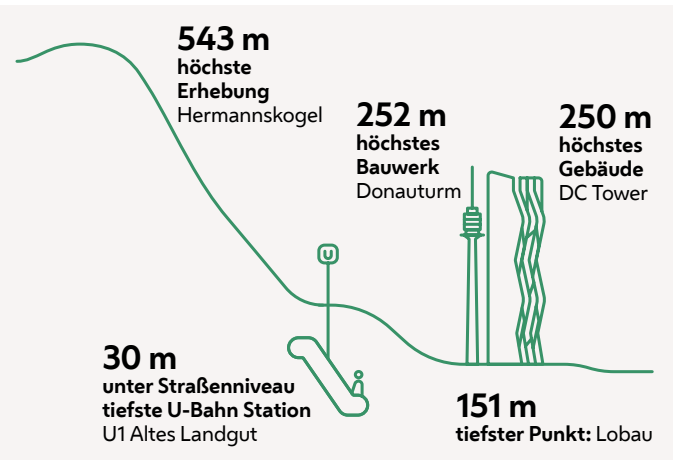 543 m
höchste
Erhebung
Hermannskogel
252 m
höchstes
Bauwerk
Donauturm
250 m
höchstes
Gebäude
DC Tower
U
30 m
unter Straßenniveau
tiefste U-Bahn Station
U1 Altes Landgut
151 m
tiefster Punkt: Lobau